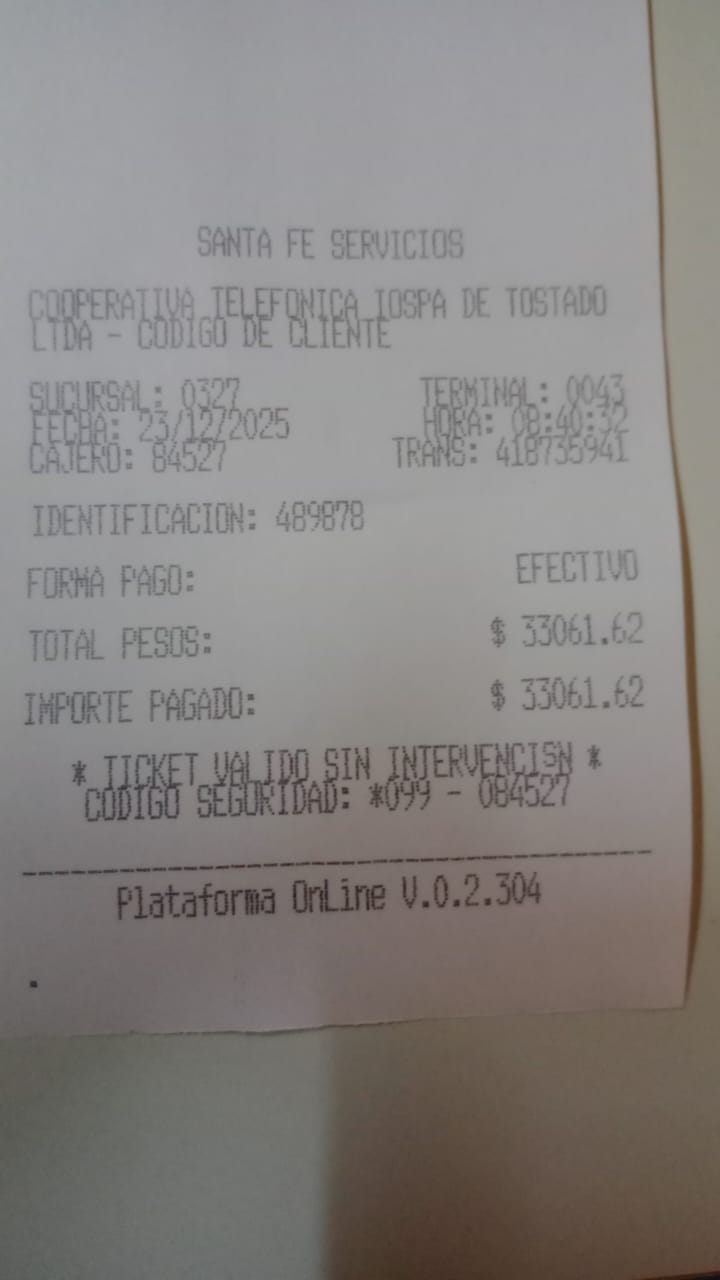 SANTA FE SERVICIOS
COOPERATIVA TELEFONICA IOSPA DE TOSTADO
LTDA - CODIGO DE CLIENTE
SUCURSAL: 0327 TERMINAL: 0043
FECHA: 23/12/2025 HORA: 08:40:32
CAJERO: 84527 TRANS: 418735941
IDENTIFICACION: 489878
FORMA PAGO: EFECTIVO
TOTAL PESOS: $ 33061.62
IMPORTE PAGADO: $ 33061.62
* TICKET VALIDO SIN INTERVENCISN *
CODIGO SEGURIDAD: *099 - 084527
Plataforma OnLine V.0.2.304